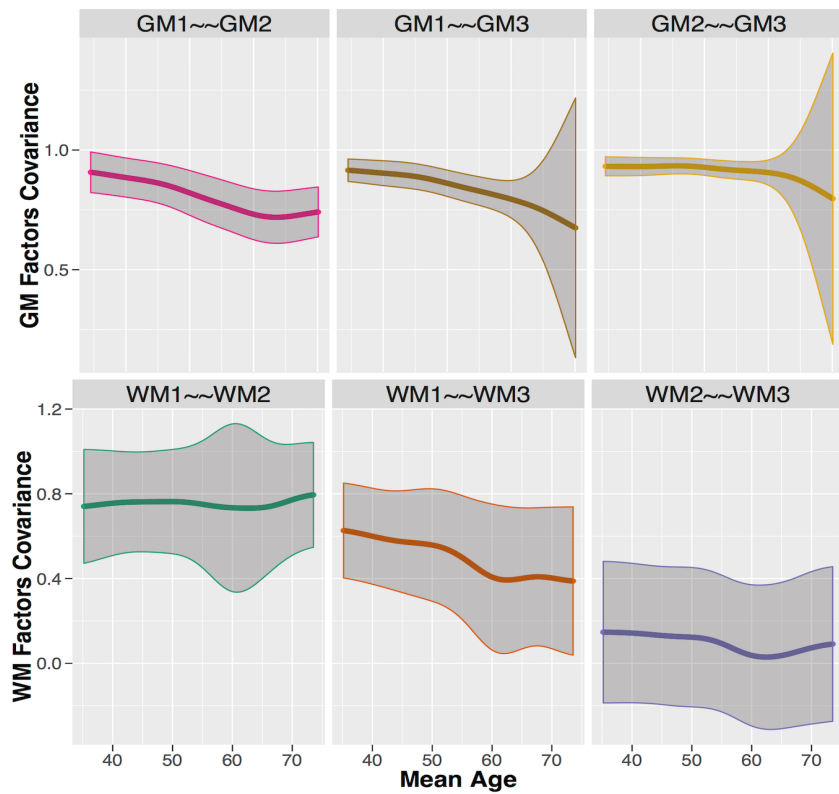 GM1~~GM2
GM1~~GM3
GM2~~GM3
GM Factors Covariance
1.0
0.5
WM1~~WM2
WM1~~WM3
WM2~~WM3
WM Factors Covariance
1.2
0.8
0.4
0.0
40 50 60 70 40 50 60 70 40 50 60 70
Mean Age